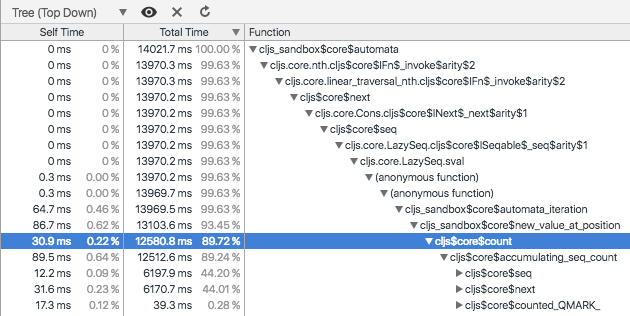 Tree (Top Down) ▼
Self Time Total Time ▼ Function
0 ms 0 % 14021.7 ms 100.00 % ▼ cljs_sandbox$core$automata
0 ms 0 % 13970.3 ms 99.63 % ▼ cljs.core.nth.cljs$core$IFn$_invoke$arity$2
0 ms 0 % 13970.3 ms 99.63 % ▼ cljs.core.linear_traversal_nth.cljs$core$IFn$_invoke$arity$2
0 ms 0 % 13970.2 ms 99.63 % ▼ cljs$core$next
0 ms 0 % 13970.2 ms 99.63 % ▼ cljs.core.Cons.cljs$core$INext$_next$arity$1
0 ms 0 % 13970.2 ms 99.63 % ▼ cljs$core$seq
0 ms 0 % 13970.2 ms 99.63 % ▼ cljs.core.LazySeq.cljs$core$ISeqable$_seq$arity$1
0 ms 0 % 13970.2 ms 99.63 % ▼ cljs.core.LazySeq.sval
0.3 ms 0.00 % 13970.2 ms 99.63 % ▼ (anonymous function)
0.3 ms 0.00 % 13969.7 ms 99.63 % ▼ (anonymous function)
64.7 ms 0.46 % 13969.5 ms 99.63 % ▼ cljs_sandbox$core$automata_iteration
86.7 ms 0.62 % 13103.6 ms 93.45 % ▼ cljs_sandbox$core$new_value_at_position
30.9 ms 0.22 % 12580.8 ms 89.72 % ▼ cljs$core$count
89.5 ms 0.64 % 12512.6 ms 89.24 % ▼ cljs$core$accumulating_seq_count
12.2 ms 0.09 % 6197.9 ms 44.20 % ▶ cljs$core$seq
31.6 ms 0.23 % 6170.7 ms 44.01 % ▶ cljs$core$next
17.3 ms 0.12 % 39.3 ms 0.28 % ▶ cljs$core$counted_QMARK_